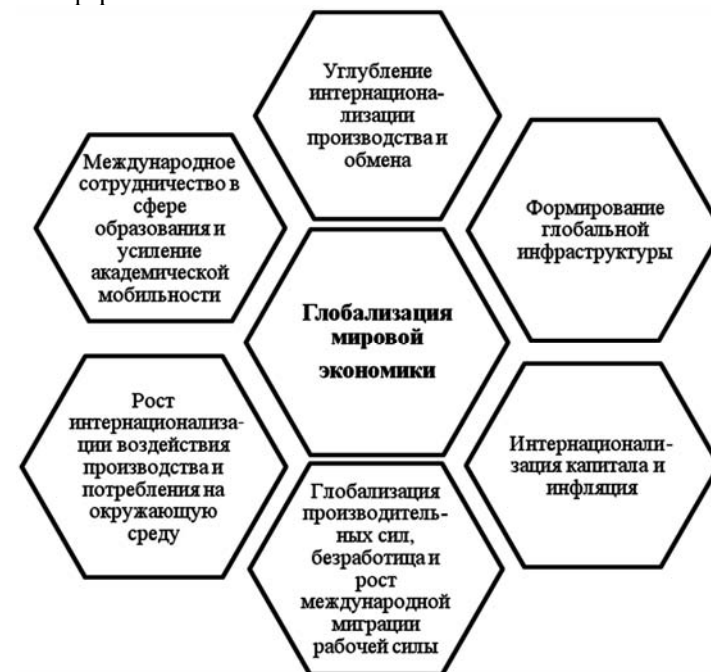 Углубление
интернациона-
лизации
производства и
обмена
Международное
сотрудничество в
сфере
образования и
усиление
академической
мобильности
Формирование
глобальной
инфраструктуры
Глобализация
мировой
экономики
Рост
интернационализа-
ции воздействия
производства и
потребления на
окружающую
среду
Интернационали-
зация капитала и
инфляция
Глобализация
производитель-
ных сил,
безработица и
рост
международной
миграции
рабочей силы